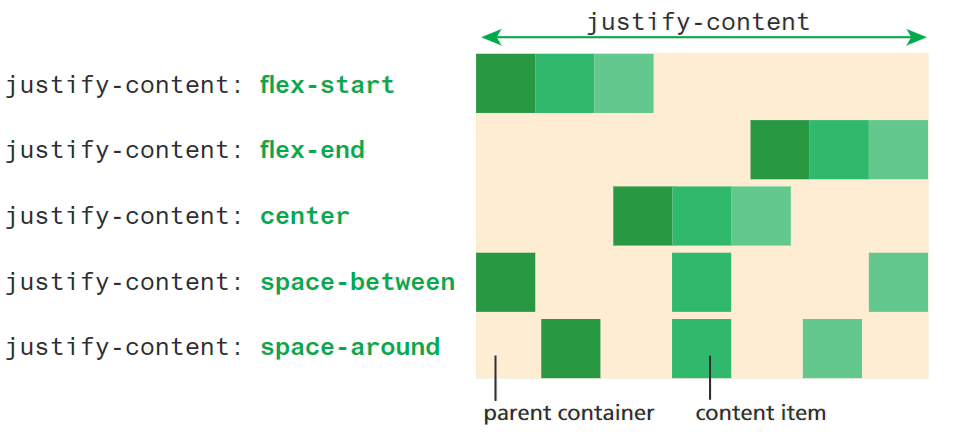 justify-content
justify-content: flex-start
justify-content: flex-end
justify-content: center
justify-content: space-between
justify-content: space-around
parent container
content item